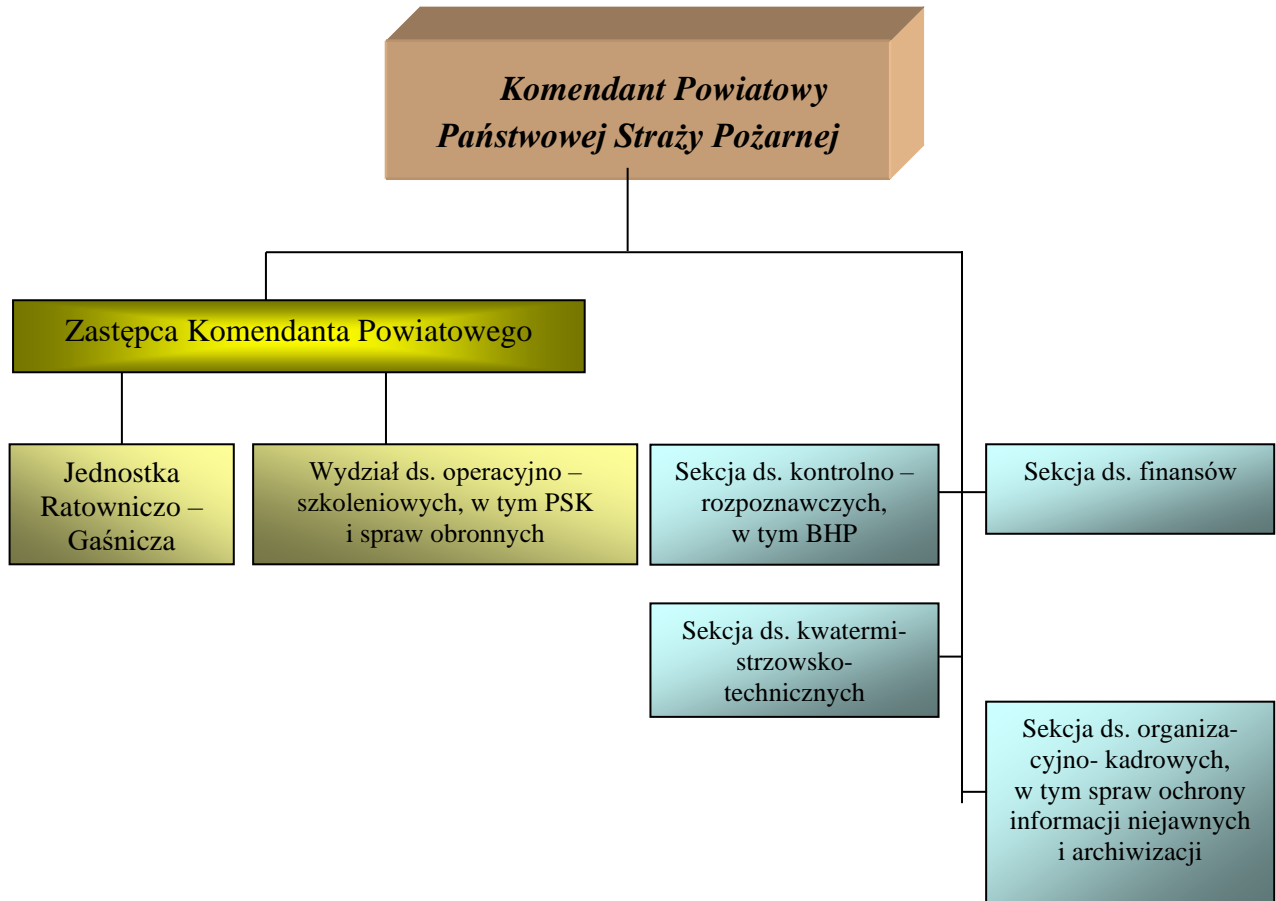 Komendant Powiatowy
Państwowej Straży Pożarnej
Zastępca Komendanta Powiatowego
Jednostka
Ratowniczo –
Gaśnicza
Wydział ds. operacyjno –
szkoleniowych, w tym PSK
i spraw obronnych
Sekcja ds. kontrolno –
rozpoznawczych,
w tym BHP
Sekcja ds. finansów
Sekcja ds. kwatermi-
strzowsko-
technicznych
Sekcja ds. organiza-
cyjno- kadrowych,
w tym spraw ochrony
informacji niejawnych
i archiwizacji